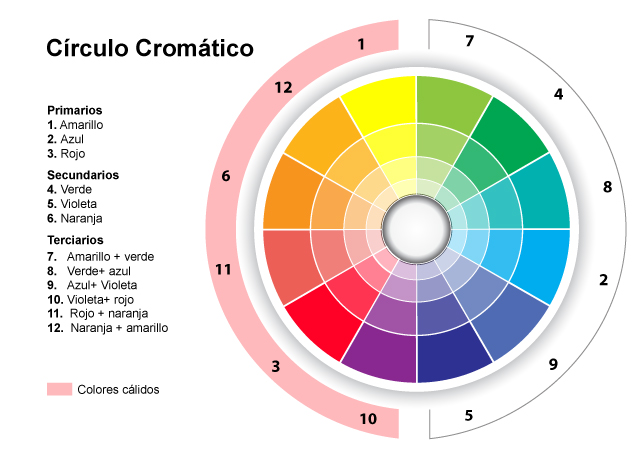 Círculo Cromático
Primarios
1. Amarillo
2. Azul
3. Rojo
Secundarios
4. Verde
5. Violeta
6. Naranja
Terciarios
7. Amarillo + verde
8. Verde+ azul
9. Azul+ Violeta
10. Violeta+ rojo
11. Rojo + naranja
12. Naranja + amarillo
Colores cálidos
1
12
6
11
3
10
7
4
8
2
9
5